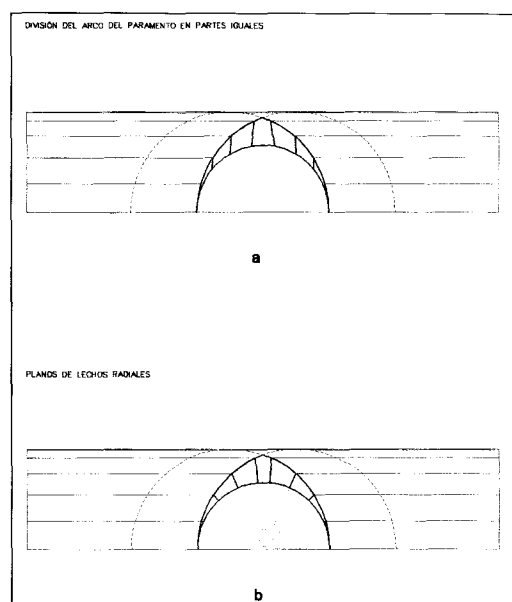 DIVISIÓN DEL ARCO DEL PARAMENTO EN PARTES IGUALES
a
PLANOS DE LECHOS RADIALES
b